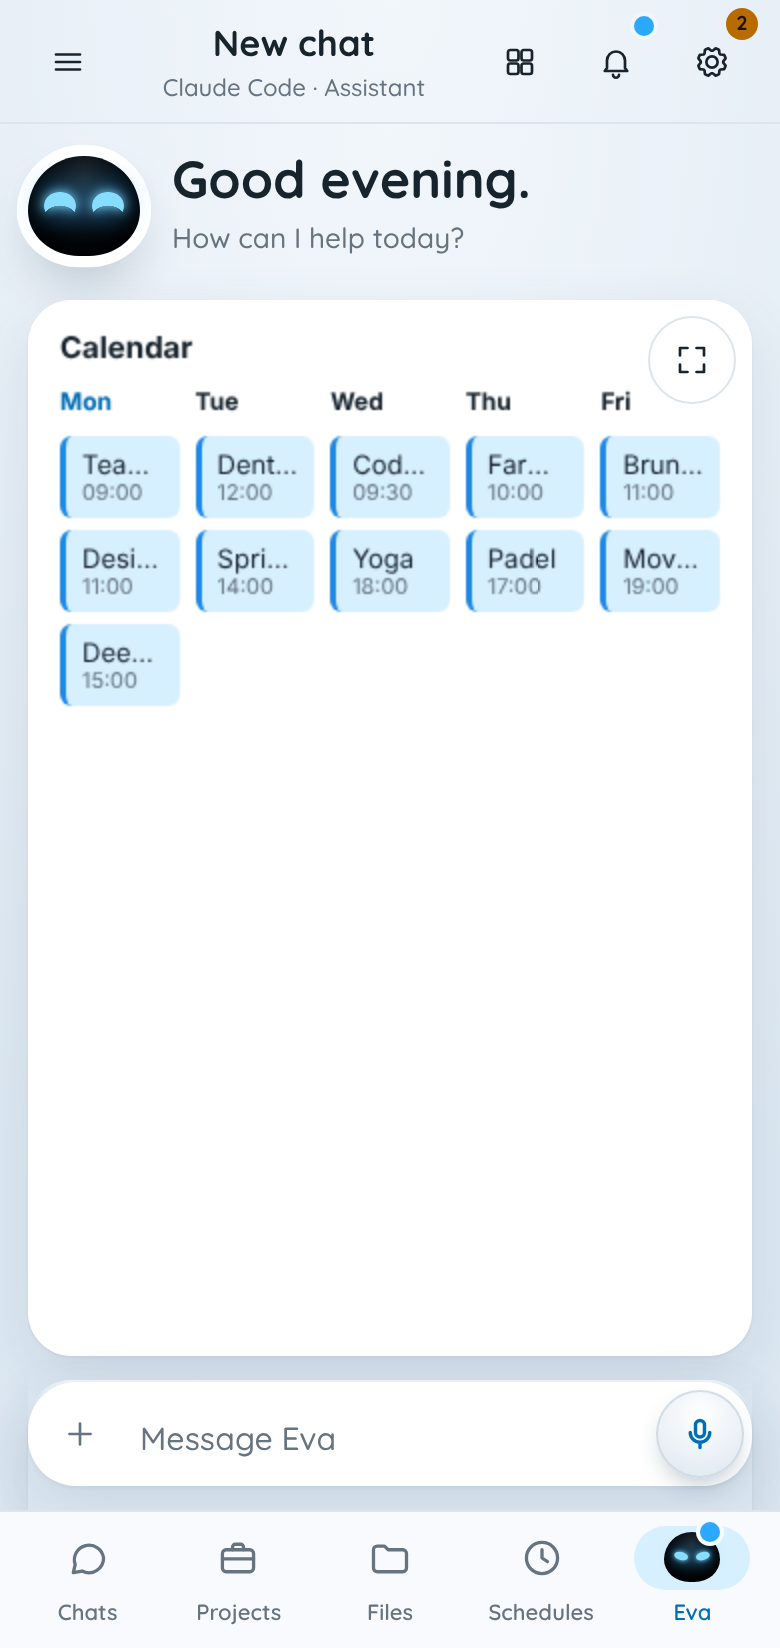 New chat
2
Claude Code · Assistant
Good evening.
How can I help today?
Calendar
Mon Tue Wed Thu Fri
Tea... Dent... Cod... Far... Brun...
09:00 12:00 09:30 10:00 11:00
Desi... Spri... Yoga Padel Mov...
11:00 14:00 18:00 17:00 19:00
Dee...
15:00
Message Eva
Chats Projects Files Schedules Eva